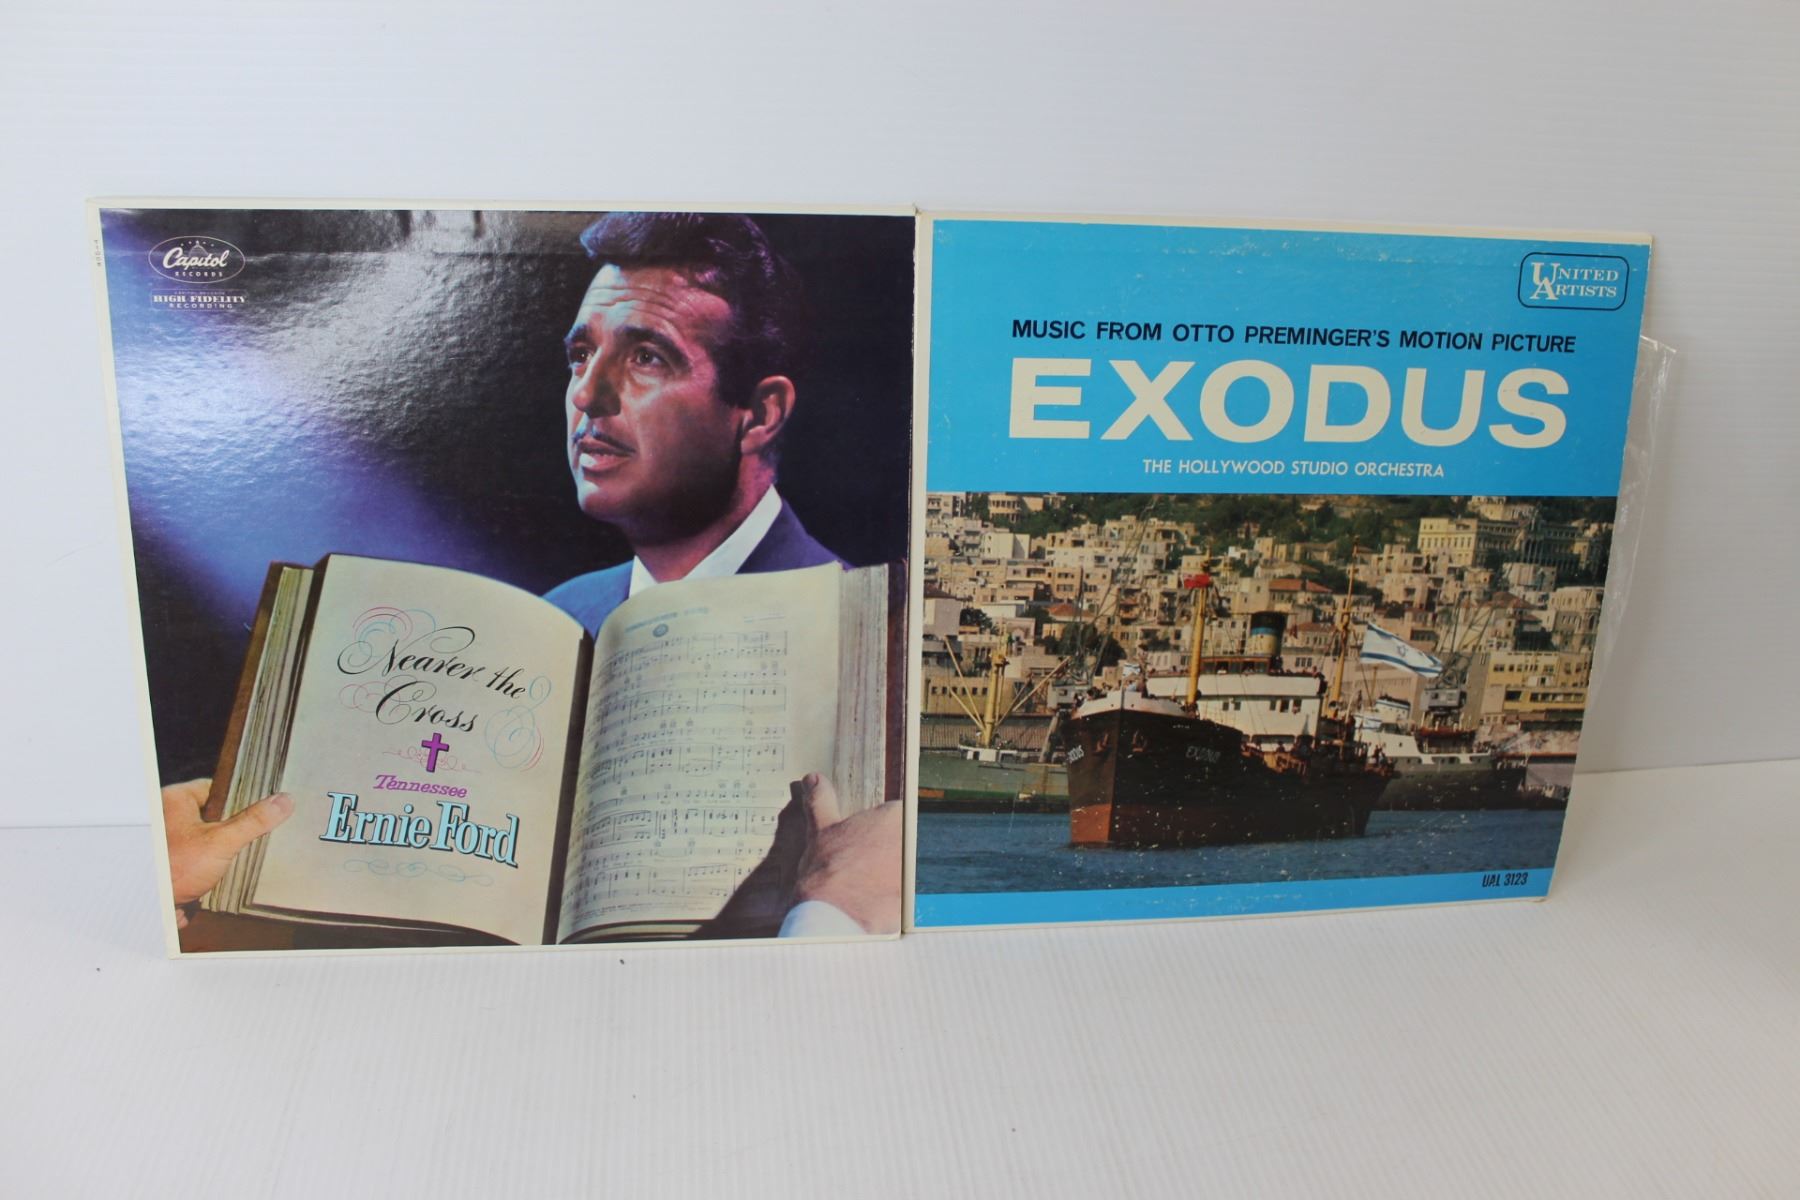 Capitol
RECORDS
HIGH FIDELITY
RECORDING
Nearer the
Cross
Tennessee
Ernie Ford
UNITED
ARTISTS
MUSIC FROM OTTO PREMINGER'S MOTION PICTURE
EXODUS
THE HOLLYWOOD STUDIO ORCHESTRA
EXODUS
UAL 3123